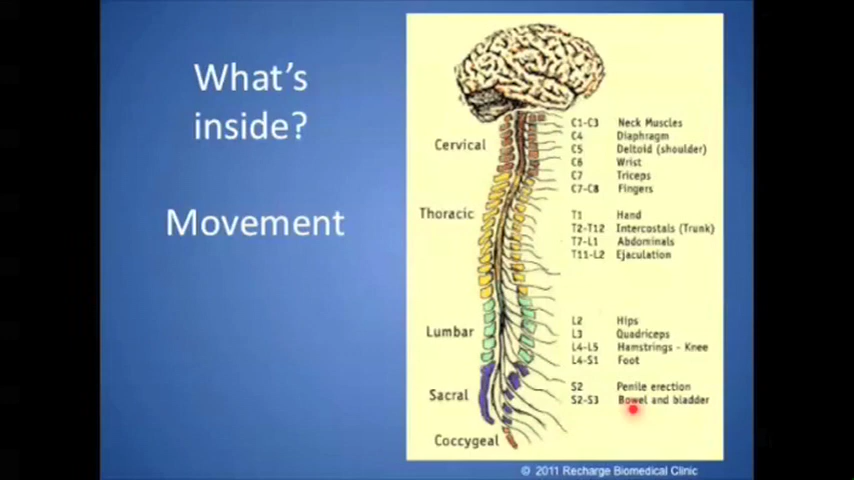 What's
inside?
Movement
Cervical
Thoracic
Lumbar
Sacral
Coccygeal
C1-C3 Neck Muscles
C4 Diaphragm
C5 Deltoid (shoulder)
C6 Wrist
C7 Triceps
C7-C8 Fingers
T1 Hand
T2-T12 Intercostals (Trunk)
T7-L1 Abdominals
T11-L2 Ejaculation
L2 Hips
L3 Quadriceps
L4-L5 Hamstrings - Knee
L4-S1 Foot
S2 Penile erection
S2-S3 Bowel and bladder
© 2011 Recharge Biomedical Clinic